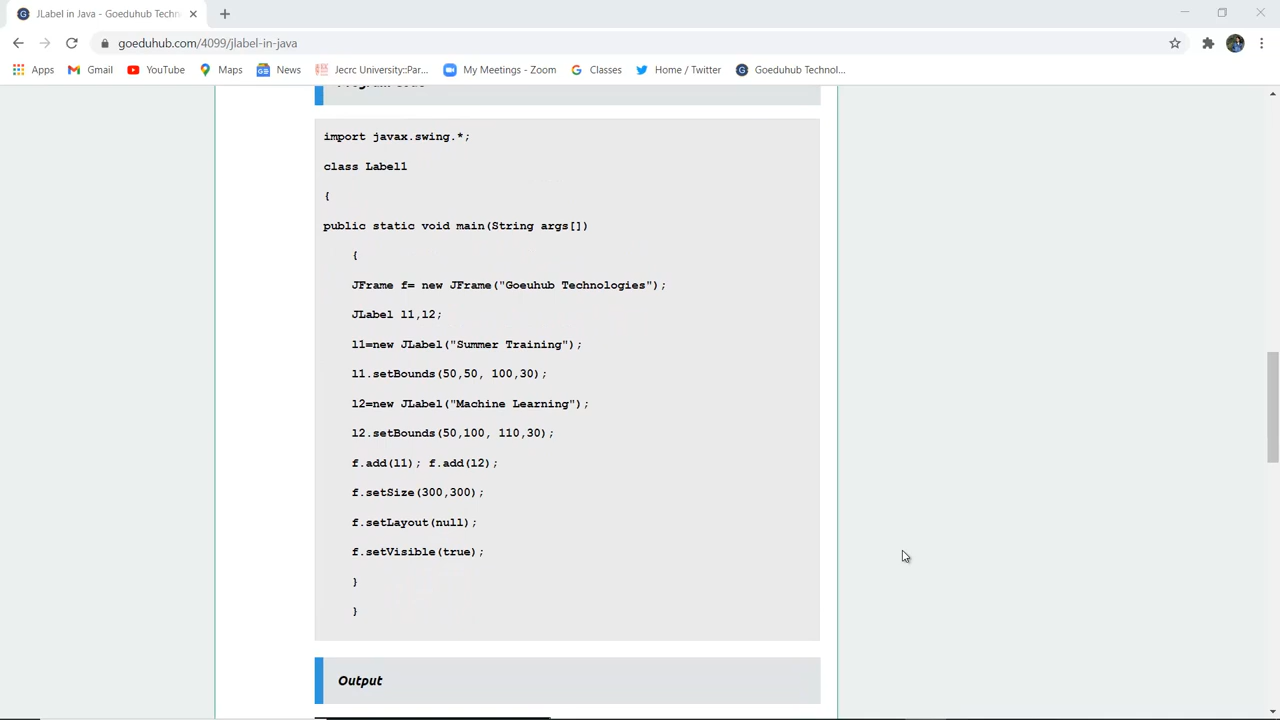 JLabel in Java - Goeduhub Techn
goeduhub.com/4099/jlabel-in-java
Apps Gmail YouTube Maps News Jecrc University::Par... My Meetings - Zoom Classes Home / Twitter Goeduhub Technol...
Program Code
import javax.swing.*;
class Label1
{
public static void main(String args[])
{
JFrame f= new JFrame("Goeuhub Technologies");
JLabel l1,l2;
l1=new JLabel("Summer Training");
l1.setBounds(50,50, 100,30);
l2=new JLabel("Machine Learning");
l2.setBounds(50,100, 110,30);
f.add(l1); f.add(l2);
f.setSize(300,300);
f.setLayout(null);
f.setVisible(true);
}
}
Output